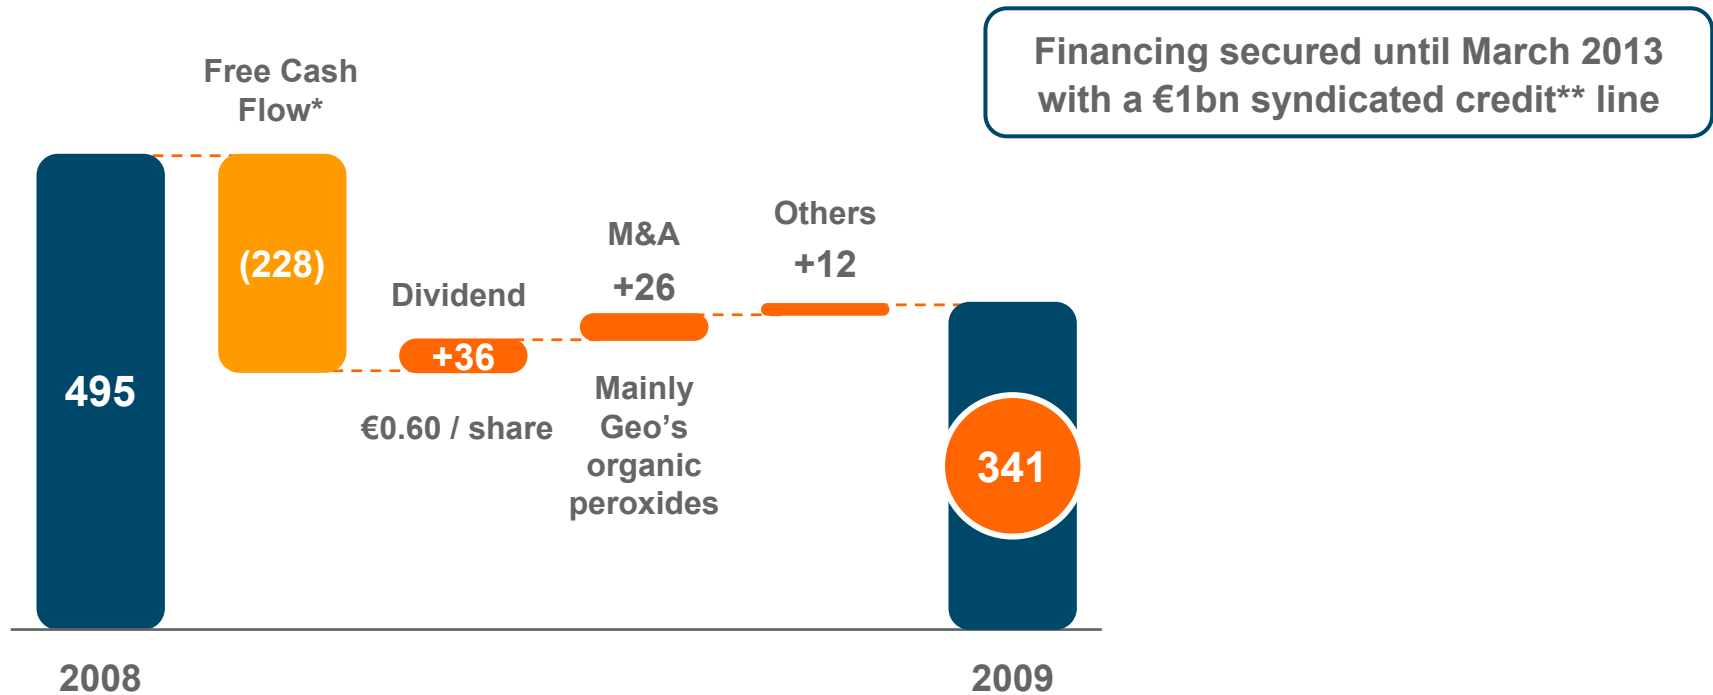 Financing secured until March 2013
with a €1bn syndicated credit** line
Free Cash
Flow*
(228)
495
Dividend
+36
€0.60 / share
M&A
+26
Mainly
Geo’s
organic
peroxides
Others
+12
341
2008
2009